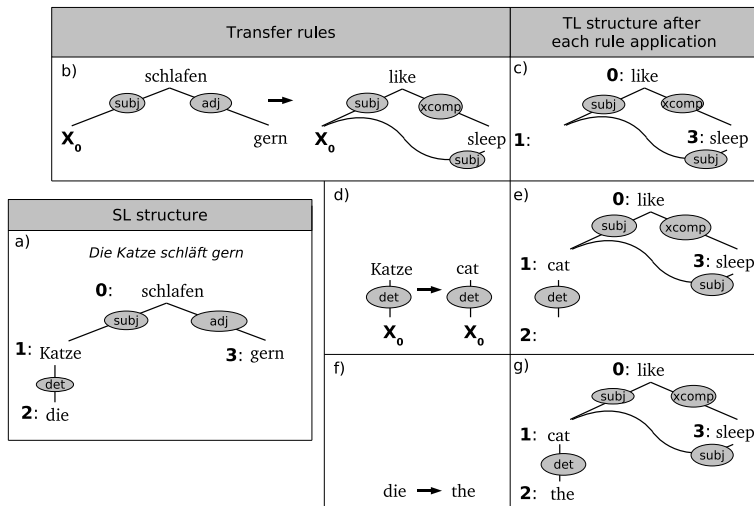 Transfer rules
TL structure after
each rule application
b)
schlafen
subj
adj
X0
gern
like
subj
xcomp
X0
sleep
subj
c)
0: like
subj
xcomp
1:
3: sleep
subj
SL structure
a)
Die Katze schläft gern
0: schlafen
subj
adj
1: Katze
3: gern
det
2: die
d)
Katze
cat
det
det
X0
X0
e)
0: like
subj
xcomp
1: cat
3: sleep
subj
det
2:
f)
die
the
g)
0: like
subj
xcomp
1: cat
3: sleep
subj
det
2: the